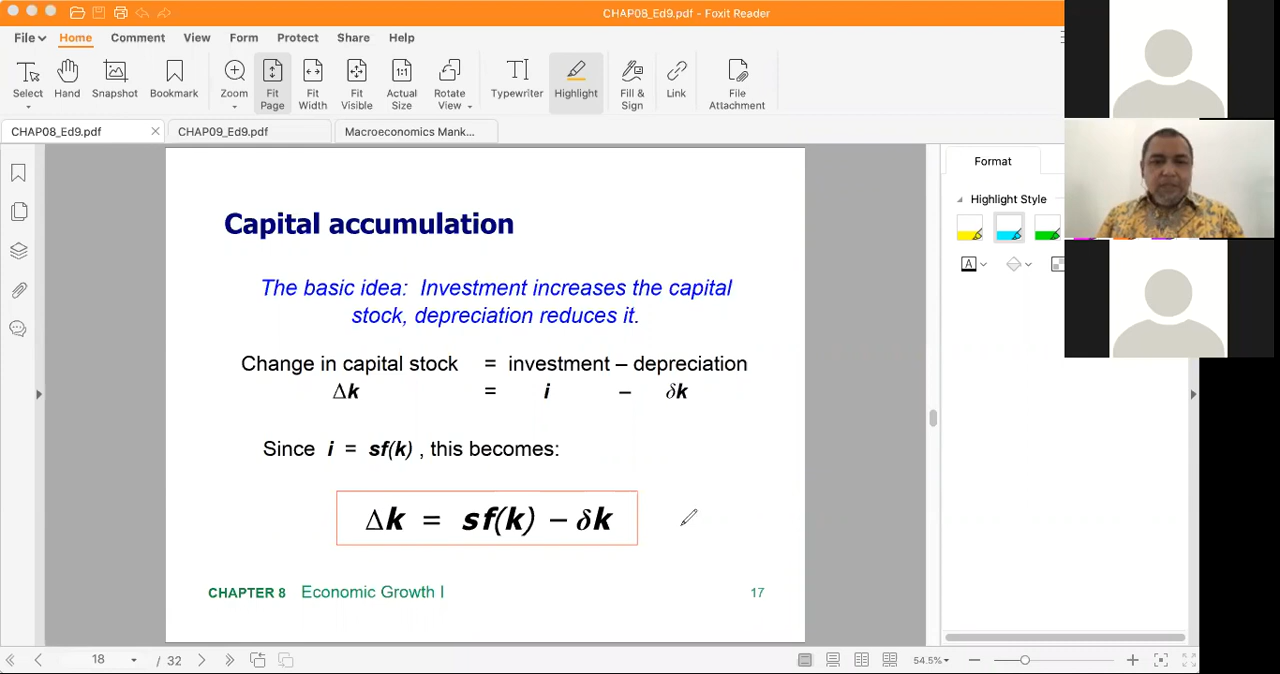 CHAP08_Ed9.pdf - Foxit Reader
File Home Comment View Form Protect Share Help
Select Hand Snapshot Bookmark Zoom Fit Page Fit Width Fit Visible Actual Size Rotate View Typewriter Highlight Fill & Sign Link File Attachment
CHAP08_Ed9.pdf CHAP09_Ed9.pdf Macroeconomics Mank...
Format
Highlight Style
Capital accumulation
The basic idea: Investment increases the capital
stock, depreciation reduces it.
Change in capital stock = investment – depreciation
Δk = i – δk
Since i = sf(k) , this becomes:
Δk = sf(k) – δk
CHAPTER 8 Economic Growth I 17
18 / 32 54.5%